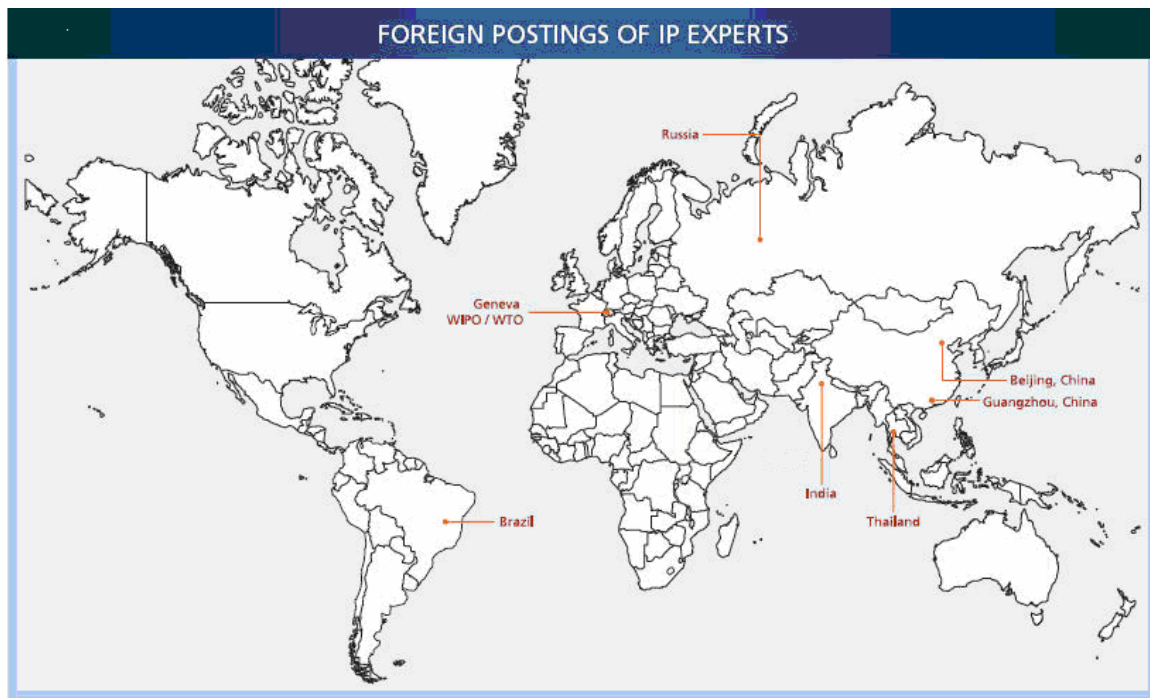 FOREIGN POSTINGS OF IP EXPERTS
Russia
Geneva
WIPO / WTO
Beijing, China
Guangzhou, China
India
Thailand
Brazil